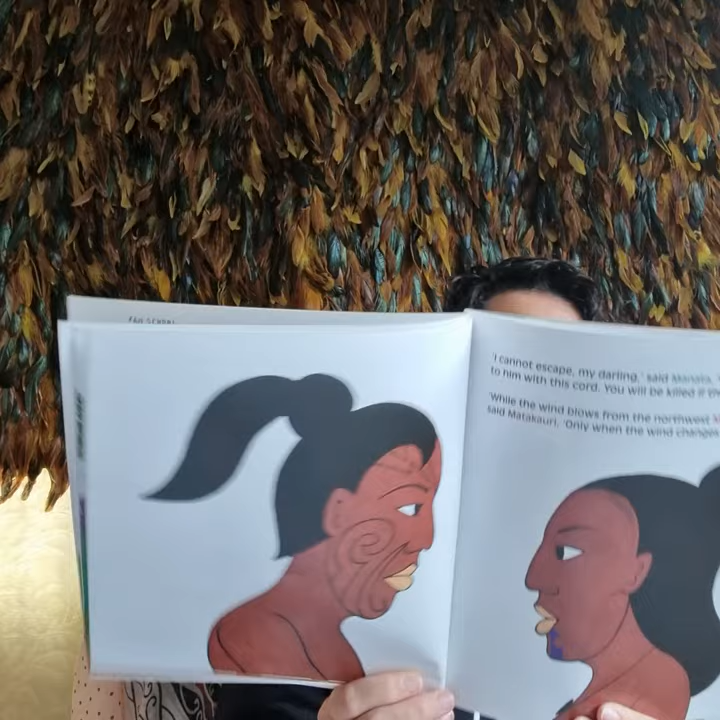 'I cannot escape, my darling,' said Manata.
to him with this cord. You will be killed if
'While the wind blows from the northwest
said Matakauri. 'Only when the wind changes